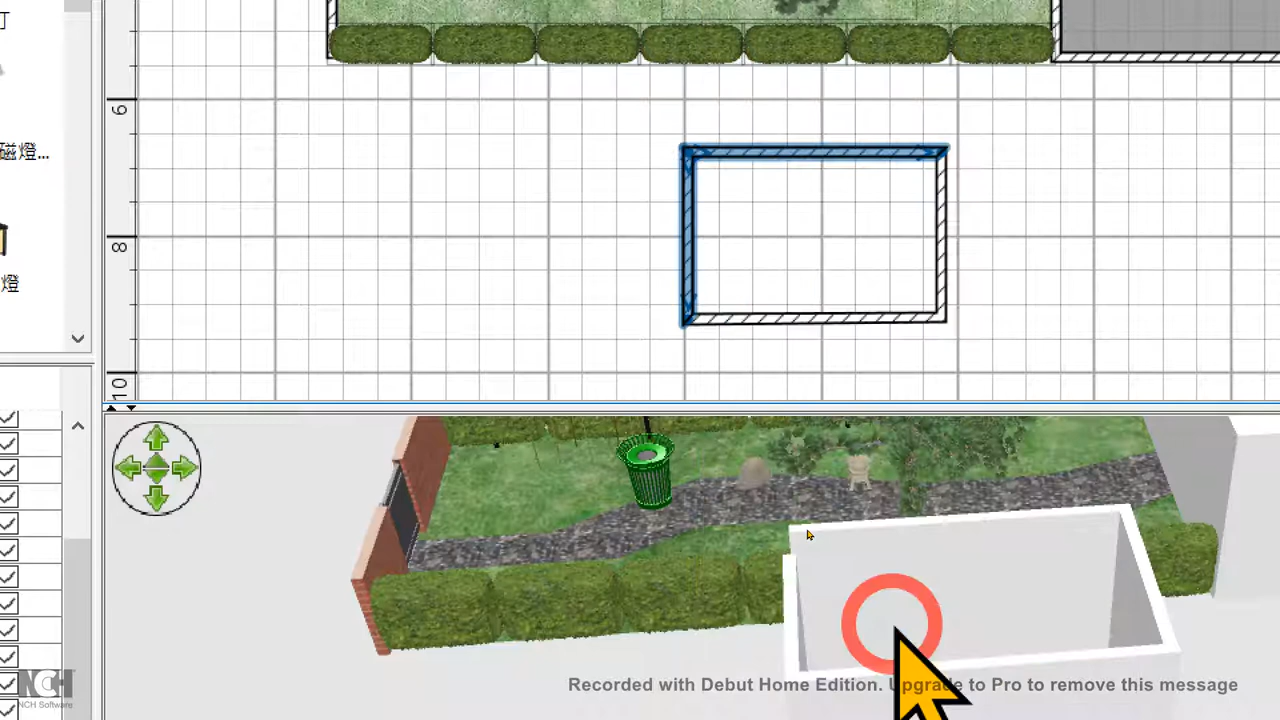 磁燈...
燈
6
8
10
NCH
NCH Software
Recorded with Debut Home Edition. Upgrade to Pro to remove this message